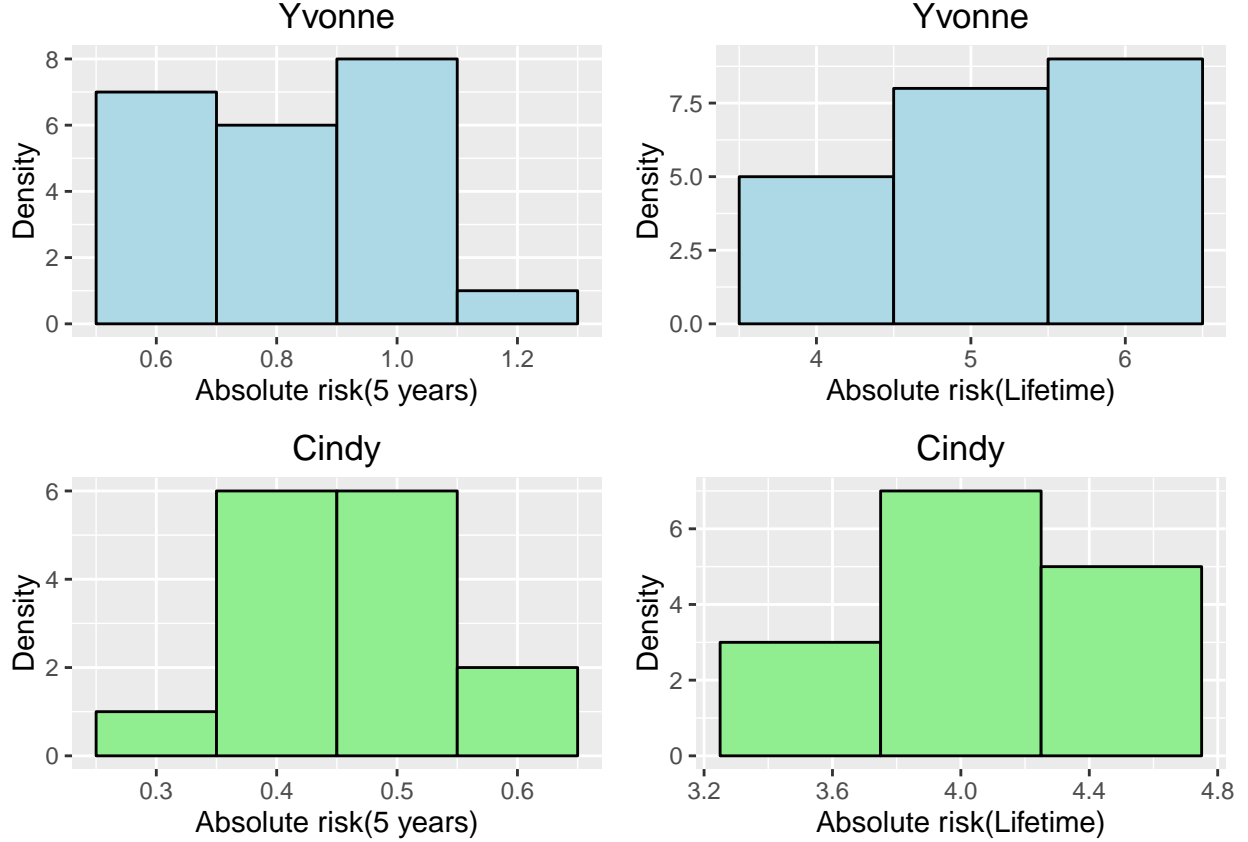 Yvonne
Density
8
6
4
2
0
0.6 0.8 1.0 1.2
Absolute risk(5 years)
Yvonne
Density
7.5
5.0
2.5
0.0
4 5 6
Absolute risk(Lifetime)
Cindy
Density
6
4
2
0
0.3 0.4 0.5 0.6
Absolute risk(5 years)
Cindy
Density
6
4
2
0
3.2 3.6 4.0 4.4 4.8
Absolute risk(Lifetime)